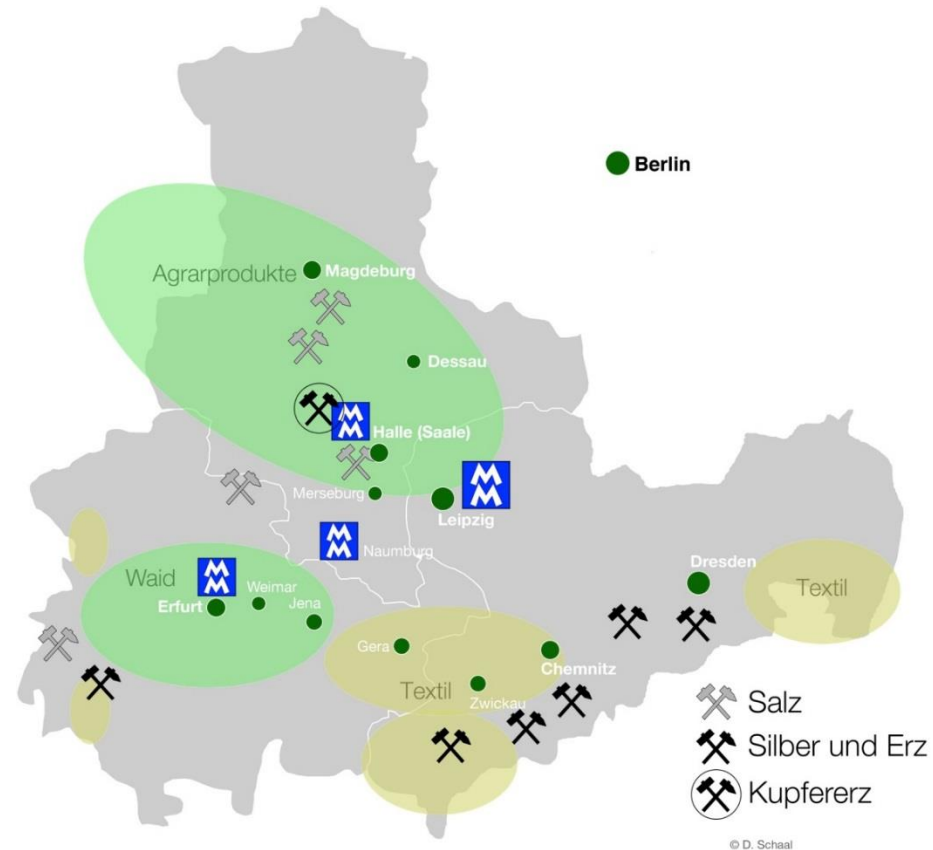 Berlin
Agrarprodukte
Magdeburg
Dessau
Halle (Saale)
Merseburg
Leipzig
Naumburg
Waid
Weimar
Erfurt
Jena
Dresden
Textil
Gera
Chemnitz
Textil
Zwickau
Salz
Silber und Erz
Kupfererz
© D. Schaal